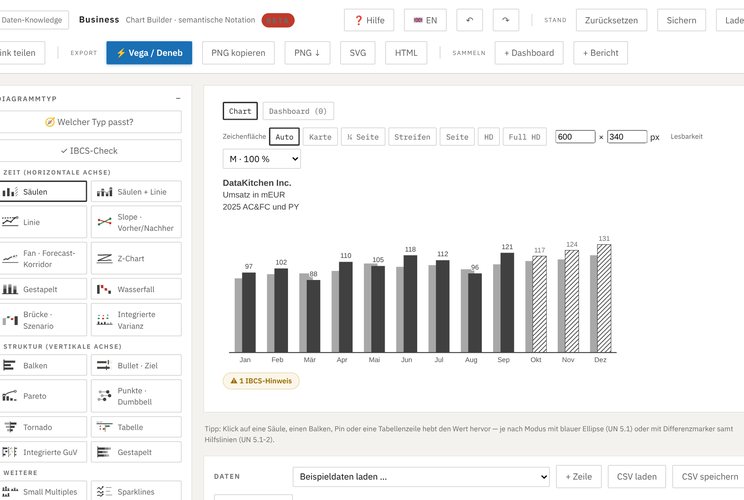 Daten-Knowledge
Business Chart Builder · semantische Notation BETA
❓ Hilfe
EN
↶
↷
STAND
Zurücksetzen
Sichern
Lade
ink teilen
EXPORT
⚡ Vega / Deneb
PNG kopieren
PNG ↓
SVG
HTML
SAMMELN
+ Dashboard
+ Bericht
DIAGRAMMTYP −
🧭 Welcher Typ passt?
✓ IBCS-Check
ZEIT (HORIZONTALE ACHSE)
Säulen
Säulen + Linie
Linie
Slope ·
Vorher/Nachher
Fan · Forecast-
Korridor
Z-Chart
Gestapelt
Wasserfall
Brücke ·
Szenario
Integrierte
Varianz
STRUKTUR (VERTIKALE ACHSE)
Balken
Bullet · Ziel
Pareto
Punkte ·
Dumbbell
Tornado
Tabelle
Integrierte GuV
Gestapelt
WEITERE
Small Multiples
Sparklines
Chart
Dashboard (0)
Zeichenfläche
Auto
Karte
½ Seite
Streifen
Seite
HD
Full HD
600 × 340 px
Lesbarkeit
M · 100 %
DataKitchen Inc.
Umsatz in mEUR
2025 AC&FC und PY
97 102 88 110 105 118 112 96 121 117 124 131
Jan Feb Mär Apr Mai Jun Jul Aug Sep Okt Nov Dez
⚠ 1 IBCS-Hinweis
Tipp: Klick auf eine Säule, einen Balken, Pin oder eine Tabellenzeile hebt den Wert hervor — je nach Modus mit blauer Ellipse (UN 5.1) oder mit Differenzmarker samt
Hilfslinien (UN 5.1-2).
DATEN
Beispieldaten laden ...
+ Zeile
CSV laden
CSV speichern